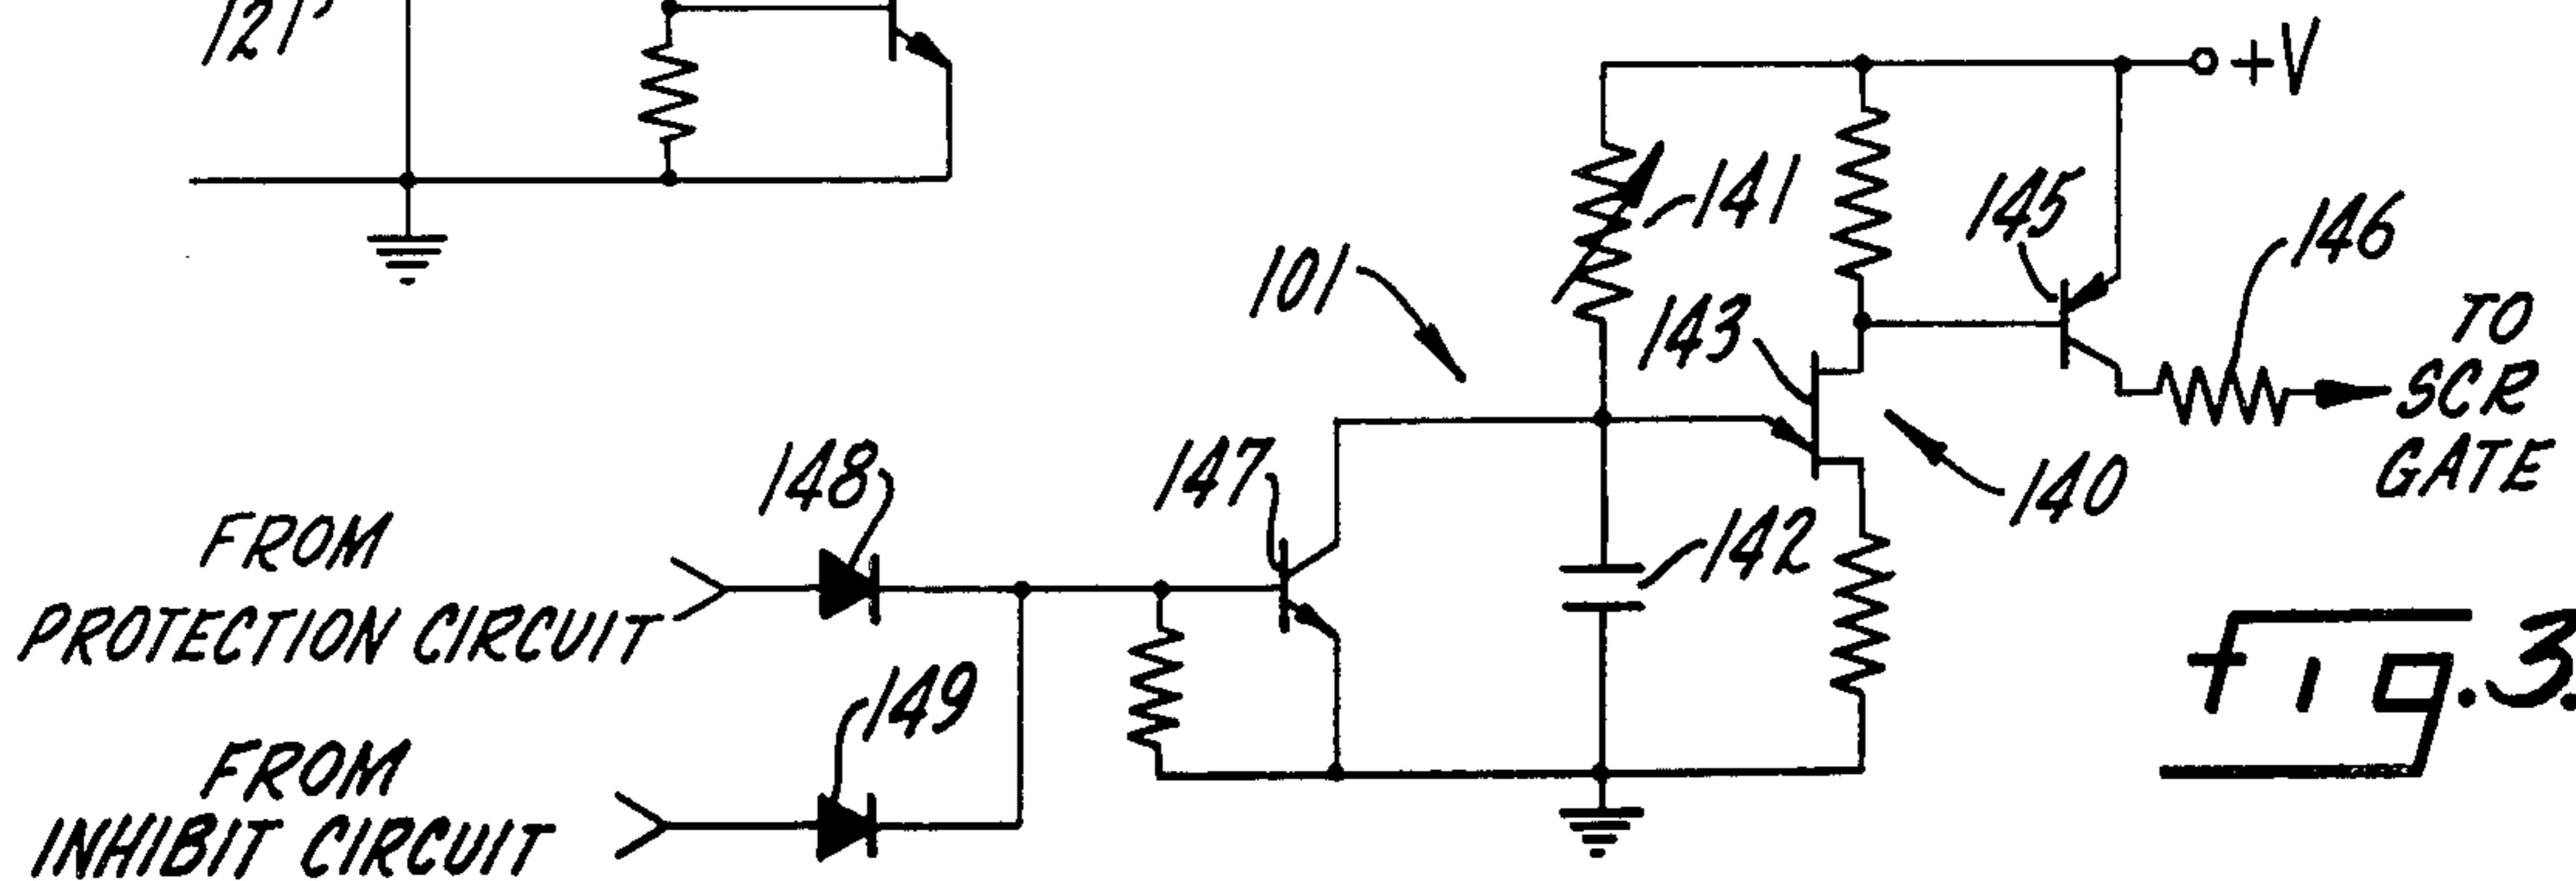 121
+V
141
145
146
101
143
TO
SCR
GATE
148
147
140
FROM
PROTECTION CIRCUIT
142
149
Fig.3.
FROM
INHIBIT CIRCUIT